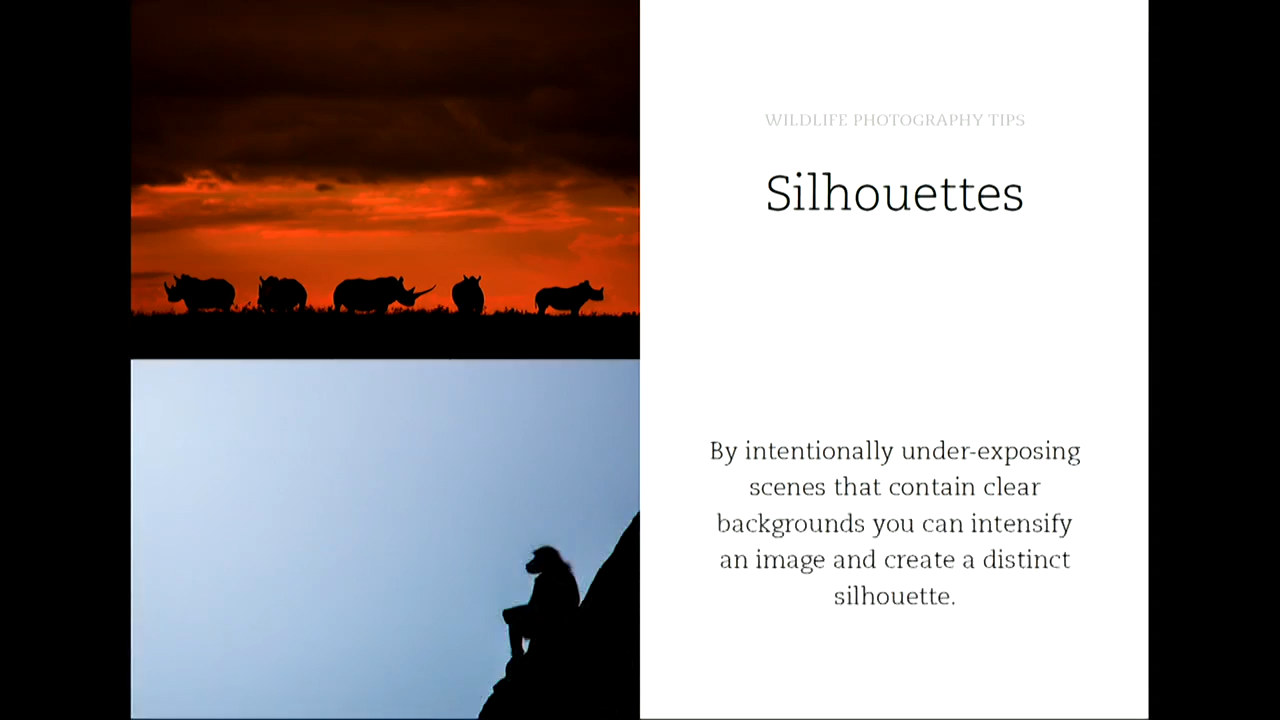 WILDLIFE PHOTOGRAPHY TIPS
Silhouettes
By intentionally under-exposing
scenes that contain clear
backgrounds you can intensify
an image and create a distinct
silhouette.